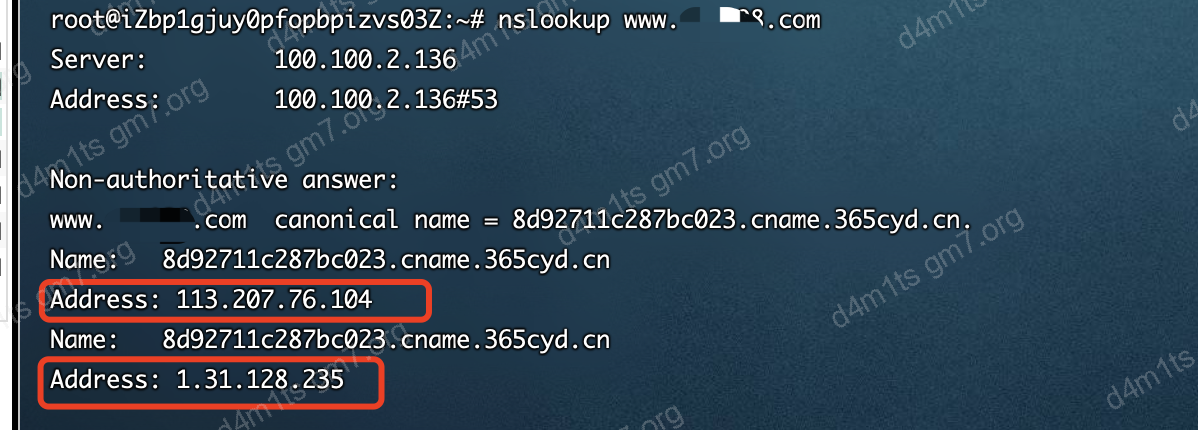 root@iZbp1gjuy0pfopbpizvs03Z:~# nslookup www. 8.com
Server: 100.100.2.136
Address: 100.100.2.136#53
Non-authoritative answer:
www. .com canonical name = 8d92711c287bc023.cname.365cyd.cn.
Name: 8d92711c287bc023.cname.365cyd.cn
Address: 113.207.76.104
Name: 8d92711c287bc023.cname.365cyd.cn
Address: 1.31.128.235
d4m1ts gm7.org
d4m1ts gm7.org
d4m1ts gm7.org
d4m1ts gm7.org
d4m1ts gm7.org
d4m1ts gm7.org